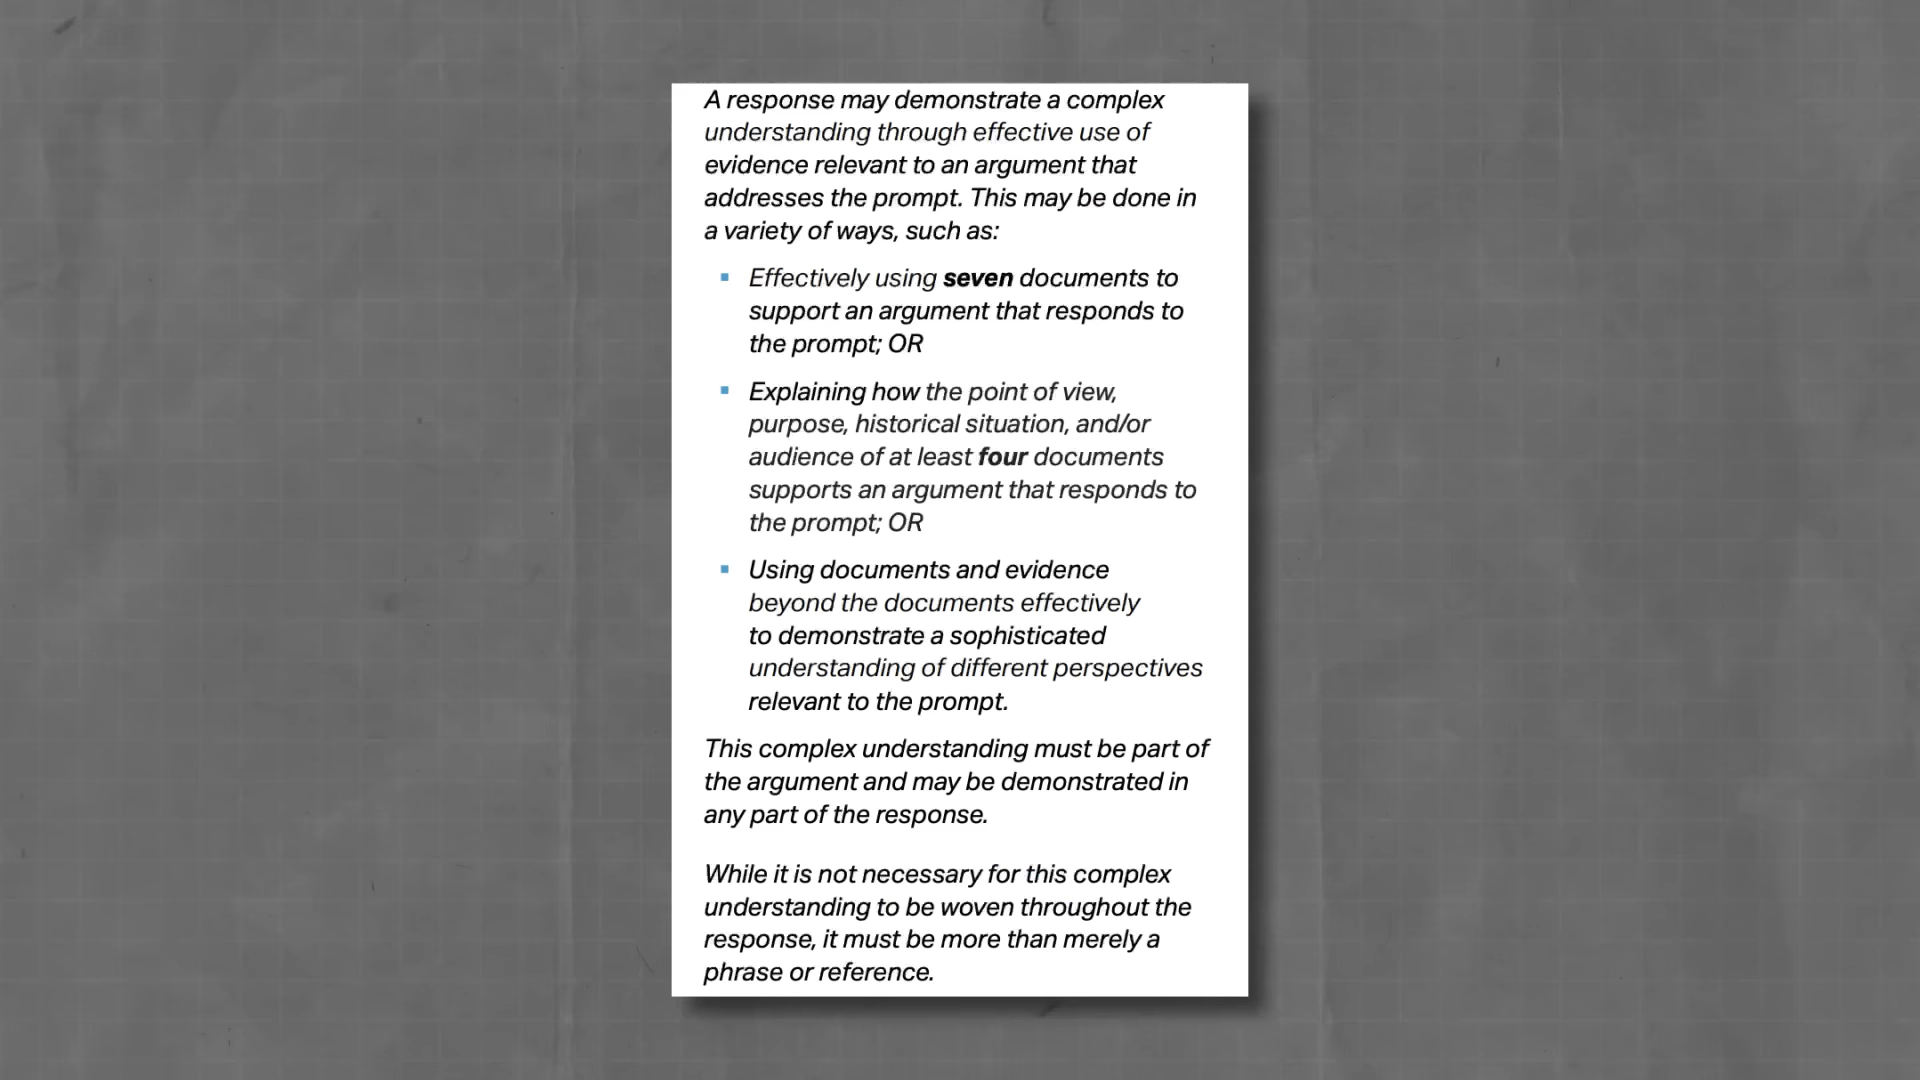 A response may demonstrate a complex
understanding through effective use of
evidence relevant to an argument that
addresses the prompt. This may be done in
a variety of ways, such as:
▪ Effectively using seven documents to
support an argument that responds to
the prompt; OR
▪ Explaining how the point of view,
purpose, historical situation, and/or
audience of at least four documents
supports an argument that responds to
the prompt; OR
▪ Using documents and evidence
beyond the documents effectively
to demonstrate a sophisticated
understanding of different perspectives
relevant to the prompt.
This complex understanding must be part of
the argument and may be demonstrated in
any part of the response.
While it is not necessary for this complex
understanding to be woven throughout the
response, it must be more than merely a
phrase or reference.